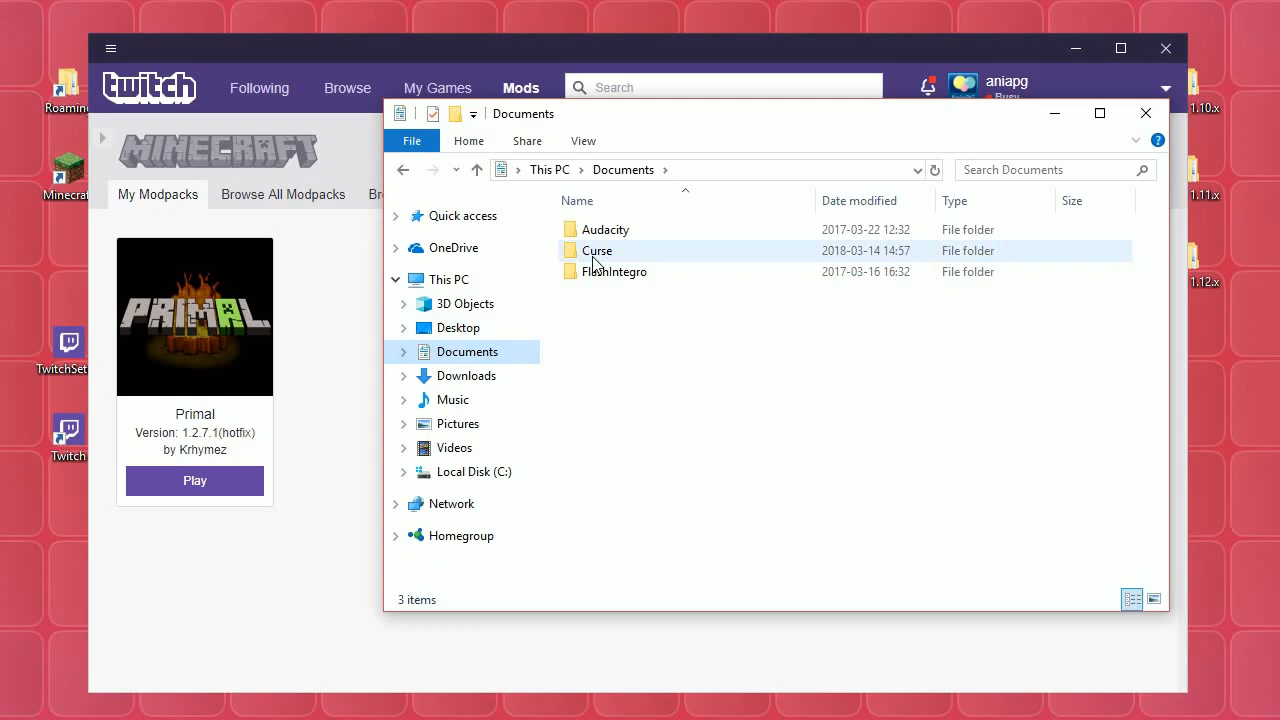 twitch
Following
Browse
My Games
Mods
Search
aniapg
Busy
MINECRAFT
My Modpacks
Browse All Modpacks
PRIMAL
Primal
Version: 1.2.7.1(hotfix)
by Krhymez
Play
Roaming
TwitchSet
Twitch
1.10.x
1.11.x
1.12.x
Documents
File
Home
Share
View
This PC
Documents
Search Documents
Quick access
OneDrive
This PC
3D Objects
Desktop
Documents
Downloads
Music
Pictures
Videos
Local Disk (C:)
Network
Homegroup
Name Date modified Type Size
Audacity 2017-03-22 12:32 File folder
Curse 2018-03-14 14:57 File folder
FlashIntegro 2017-03-16 16:32 File folder
3 items